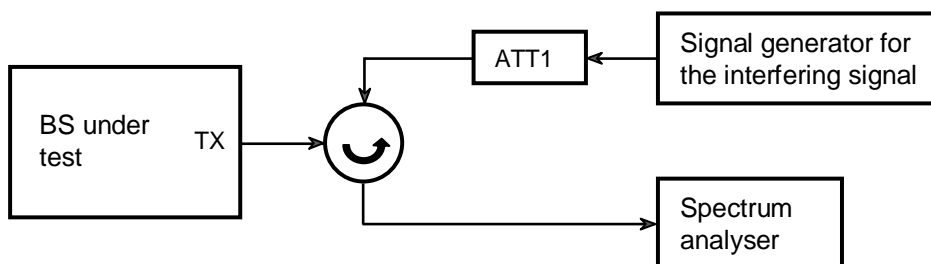 ATT1
Signal generator for
the interfering signal
BS under
test
TX
Spectrum
analyser